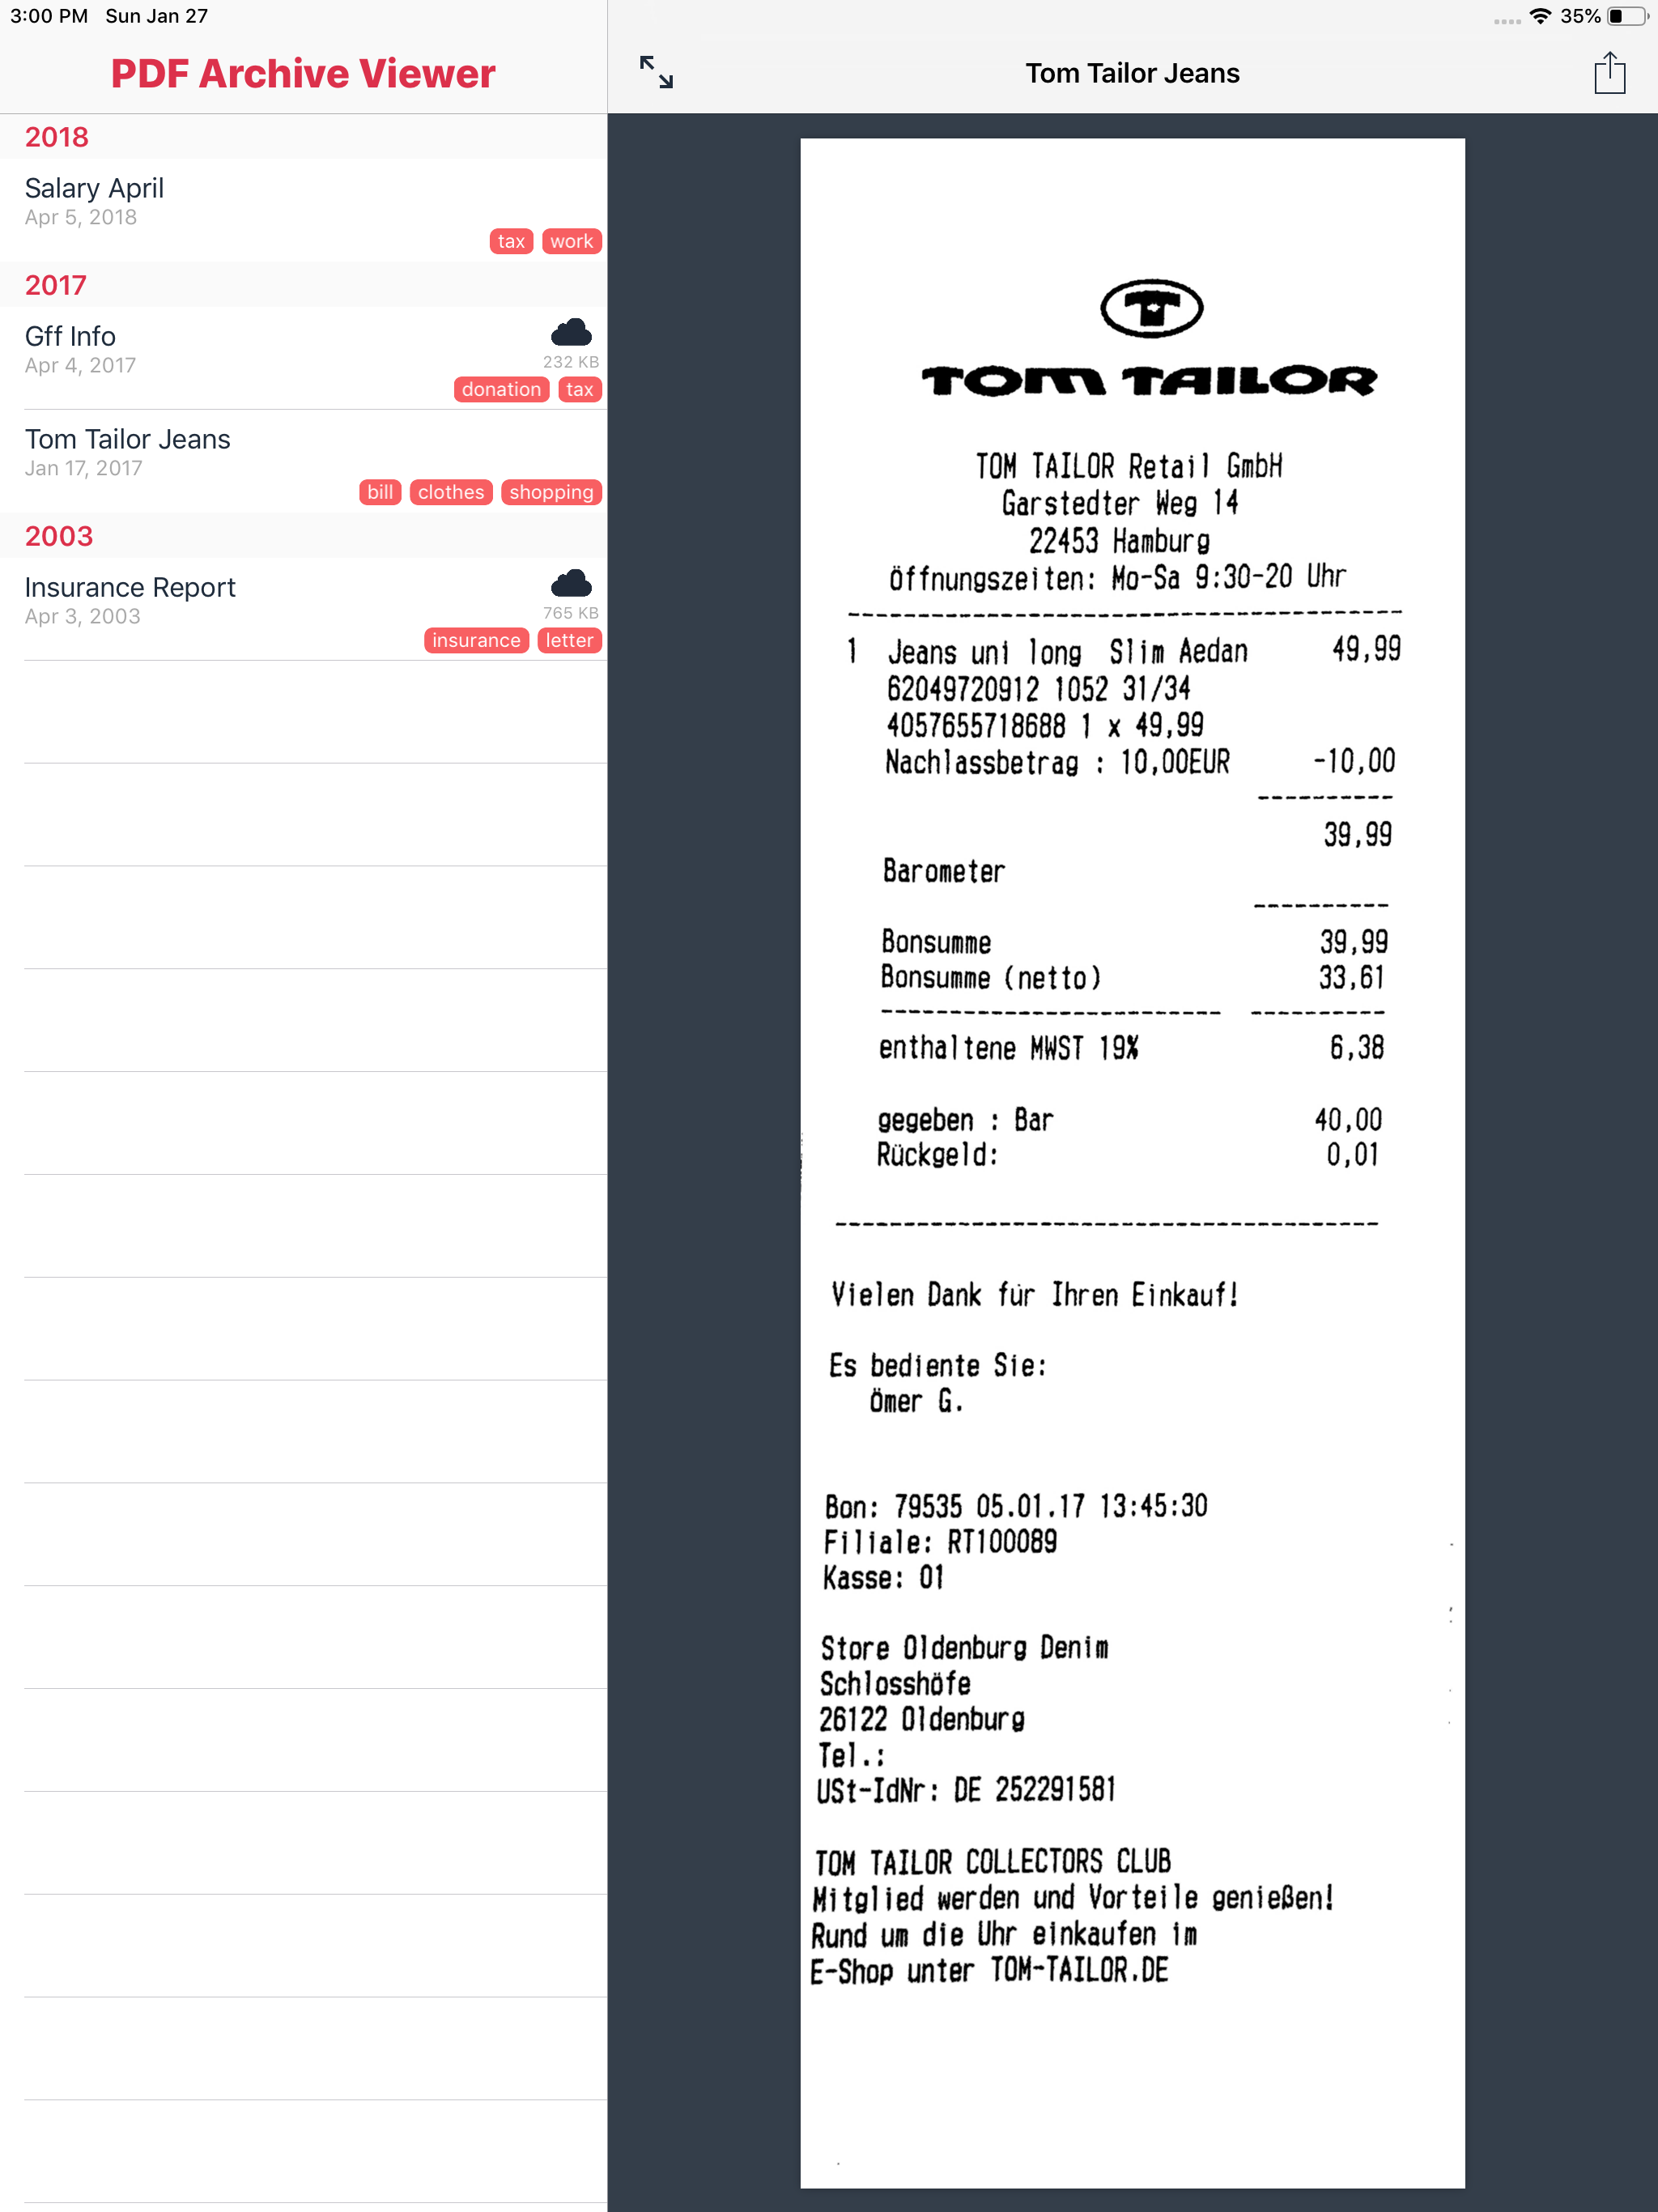 3:00 PM Sun Jan 27
35%
PDF Archive Viewer
2018
Salary April
Apr 5, 2018
tax work
2017
Gff Info
Apr 4, 2017
232 KB
donation tax
Tom Tailor Jeans
Jan 17, 2017
bill clothes shopping
2003
Insurance Report
Apr 3, 2003
765 KB
insurance letter
Tom Tailor Jeans
T
TOM TAILOR
TOM TAILOR Retail GmbH
Garstedter Weg 14
22453 Hamburg
Öffnungszeiten: Mo-Sa 9:30-20 Uhr
----------------------------------------
1 Jeans uni long Slim Aedan 49,99
62049720912 1052 31/34
4057655718688 1 x 49,99
Nachlassbetrag : 10,00EUR -10,00
----------
39,99
Barometer
----------
Bonsumme 39,99
Bonsumme (netto) 33,61
------------------------- ----------
enthaltene MWST 19% 6,38
gegeben : Bar 40,00
Rückgeld: 0,01
----------------------------------------
Vielen Dank für Ihren Einkauf!
Es bediente Sie:
Ömer G.
Bon: 79535 05.01.17 13:45:30
Filiale: RT100089
Kasse: 01
Store Oldenburg Denim
Schlosshöfe
26122 Oldenburg
Tel.:
USt-IdNr: DE 252291581
TOM TAILOR COLLECTORS CLUB
Mitglied werden und Vorteile genießen!
Rund um die Uhr einkaufen im
E-Shop unter TOM-TAILOR.DE